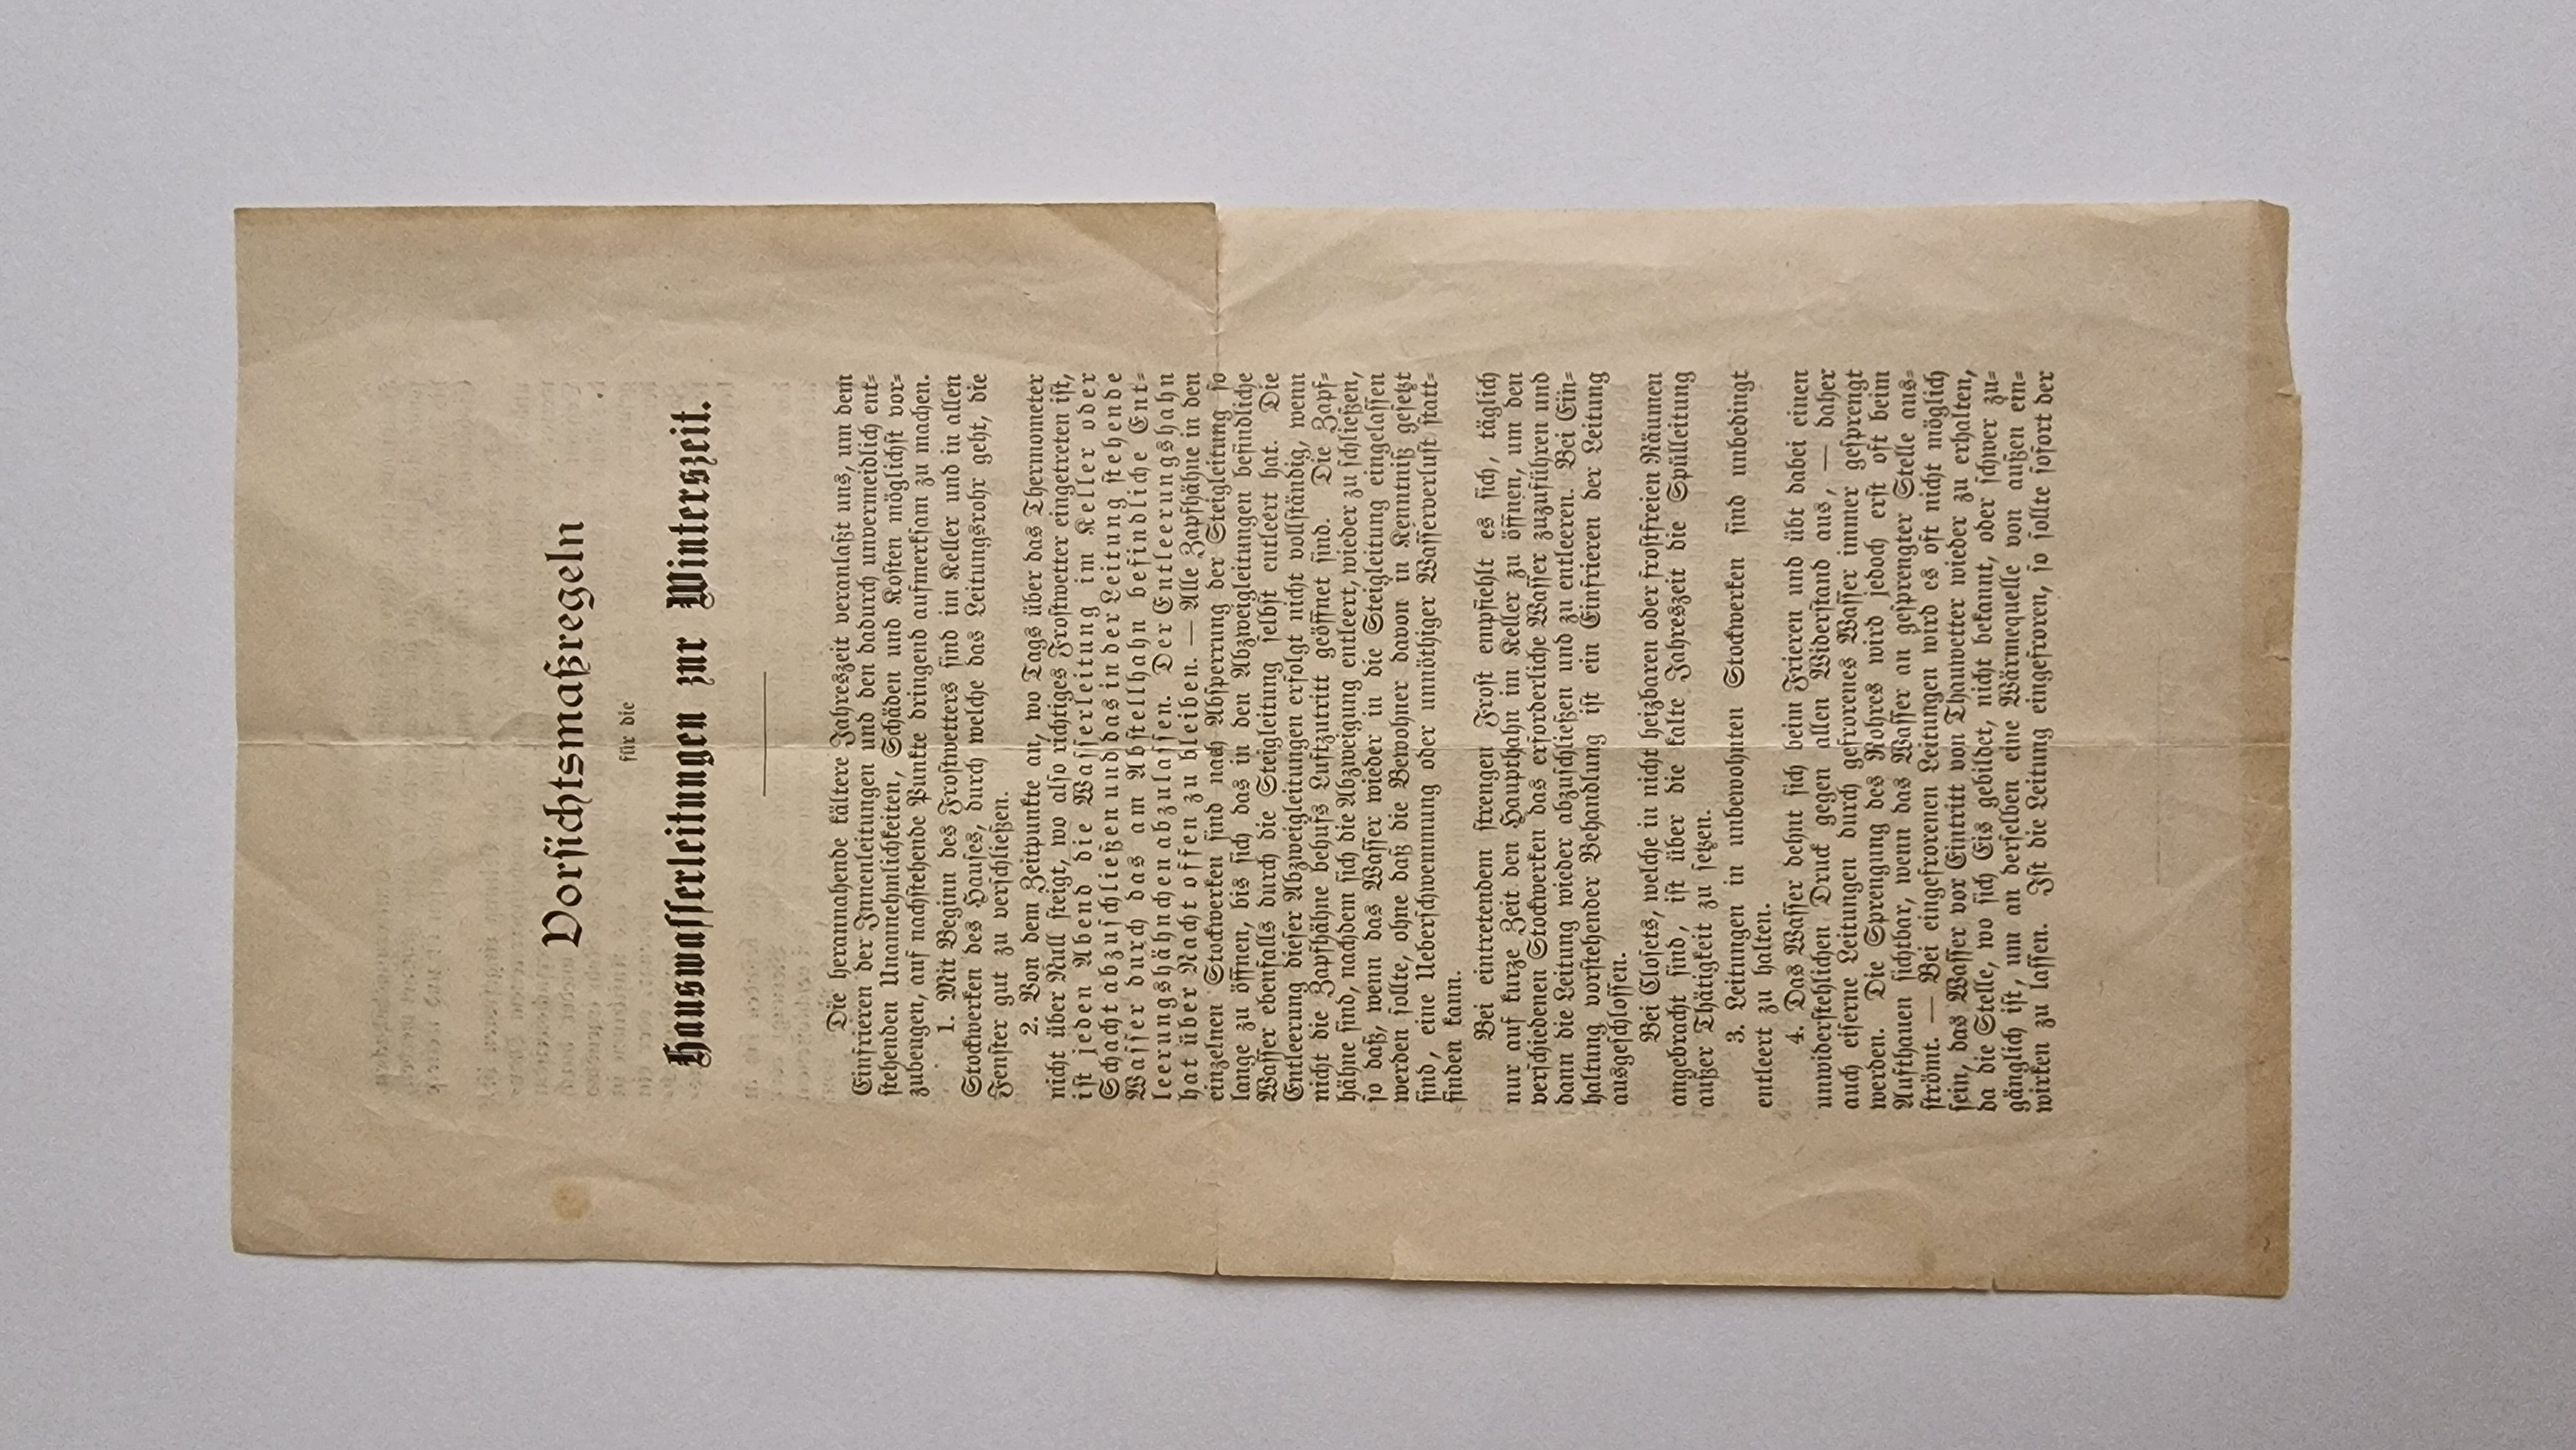 Vorsichtsmaßregeln
für die
Hauswasserleitungen zur Winterszeit.
Die herannahende kältere Jahreszeit veranlaßt uns, um dem
Einfrieren der Innenleitungen und den dadurch unvermeidlich ent-
stehenden Unannehmlichkeiten, Schäden und Kosten möglichst vor-
zubeugen, auf nachstehende Punkte dringend aufmerksam zu machen.
1. Mit Beginn des Frostwetters sind im Keller und in allen
Stockwerken des Hauses, durch welche das Leitungsrohr geht, die
Fenster gut zu verschließen.
2. Von dem Zeitpunkte an, wo Tags über das Thermometer
nicht über Null steigt, wo also richtiges Frostwetter eingetreten ist,
ist jeden Abend die Wasserleitung im Keller oder
Schacht abzuschließen und das in der Leitung stehende
Wasser durch das am Abstellhahn befindliche Ent-
leerungshähnchen abzulassen. Der Entleerungshahn
hat über Nacht offen zu bleiben. — Alle Zapfhähne in den
einzelnen Stockwerken sind nach Absperrung der Steigleitung so
lange zu öffnen, bis sich das in den Abzweigleitungen befindliche
Wasser ebenfalls durch die Steigleitung selbst entleert hat. Die
Entleerung dieser Abzweigleitungen erfolgt nicht vollständig, wenn
nicht die Zapfhähne behufs Luftzutritt geöffnet sind. Die Zapf-
hähne sind, nachdem sich die Abzweigung entleert, wieder zu schließen,
so daß, wenn das Wasser wieder in die Steigleitung eingelassen
werden sollte, ohne daß die Bewohner davon in Kenntniß gesetzt
sind, eine Ueberschwemmung oder unnöthiger Wasserverlust statt-
finden kann.
Bei eintretendem strengen Frost empfiehlt es sich, täglich
nur auf kurze Zeit den Haupthahn im Keller zu öffnen, um den
verschiedenen Stockwerken das erforderliche Wasser zuzuführen und
dann die Leitung wieder abzuschließen und zu entleeren. Bei Ein-
haltung vorstehender Behandlung ist ein Einfrieren der Leitung
ausgeschlossen.
Bei Closets, welche in nicht heizbaren oder frostfreien Räumen
angebracht sind, ist über die kalte Jahreszeit die Spülleitung
außer Thätigkeit zu setzen.
3. Leitungen in unbewohnten Stockwerken sind unbedingt
entleert zu halten.
4. Das Wasser dehnt sich beim Frieren und übt dabei einen
unwiderstehlichen Druck gegen allen Widerstand aus, — daher
auch eiserne Leitungen durch gefrorenes Wasser immer gesprengt
werden. Die Sprengung des Rohres wird jedoch erst oft beim
Aufthauen sichtbar, wenn das Wasser an gesprengter Stelle aus-
strömt. — Bei eingefrorenen Leitungen wird es oft nicht möglich
sein, das Wasser vor Eintritt von Thauwetter wieder zu erhalten,
da die Stelle, wo sich Eis gebildet, nicht bekannt, oder schwer zu-
gänglich ist, um an derselben eine Wärmequelle von außen ein-
wirken zu lassen. Ist die Leitung eingefroren, so sollte sofort der